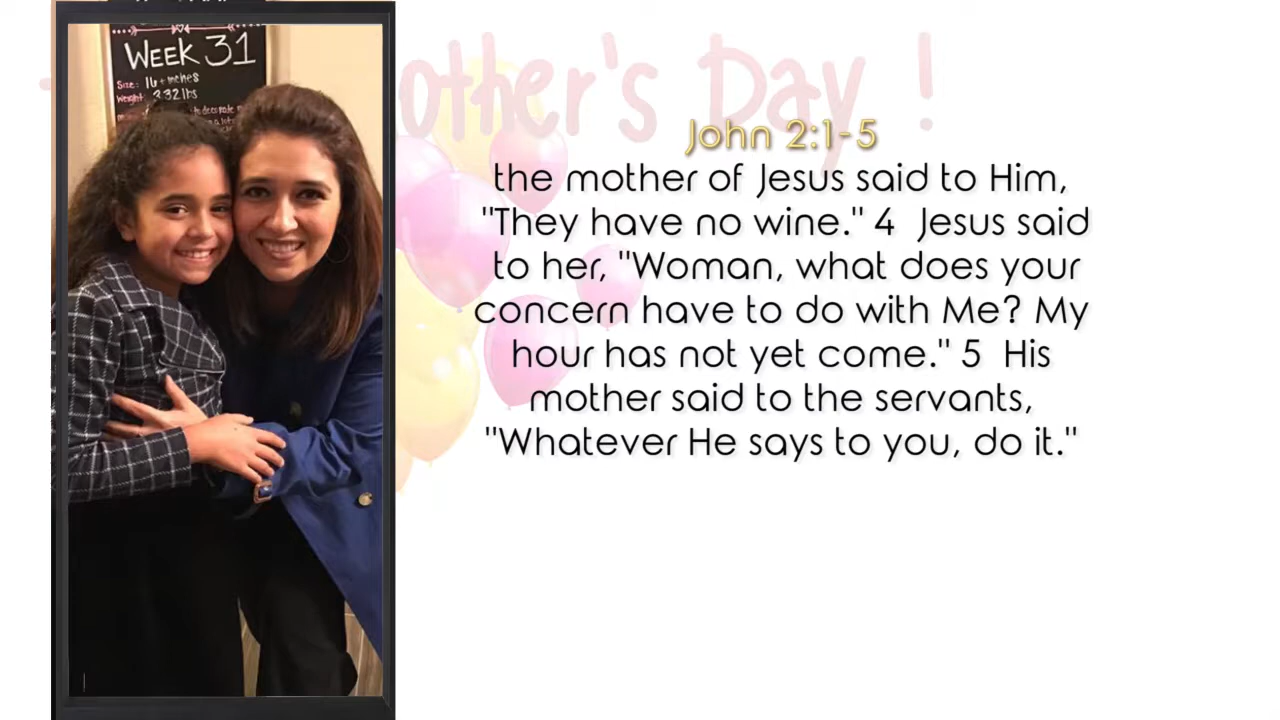 Week 31
Size: 16+ inches
Weight: 3.32 lbs
other's Day !
John 2:1-5
the mother of Jesus said to Him,
"They have no wine." 4 Jesus said
to her, "Woman, what does your
concern have to do with Me? My
hour has not yet come." 5 His
mother said to the servants,
"Whatever He says to you, do it."